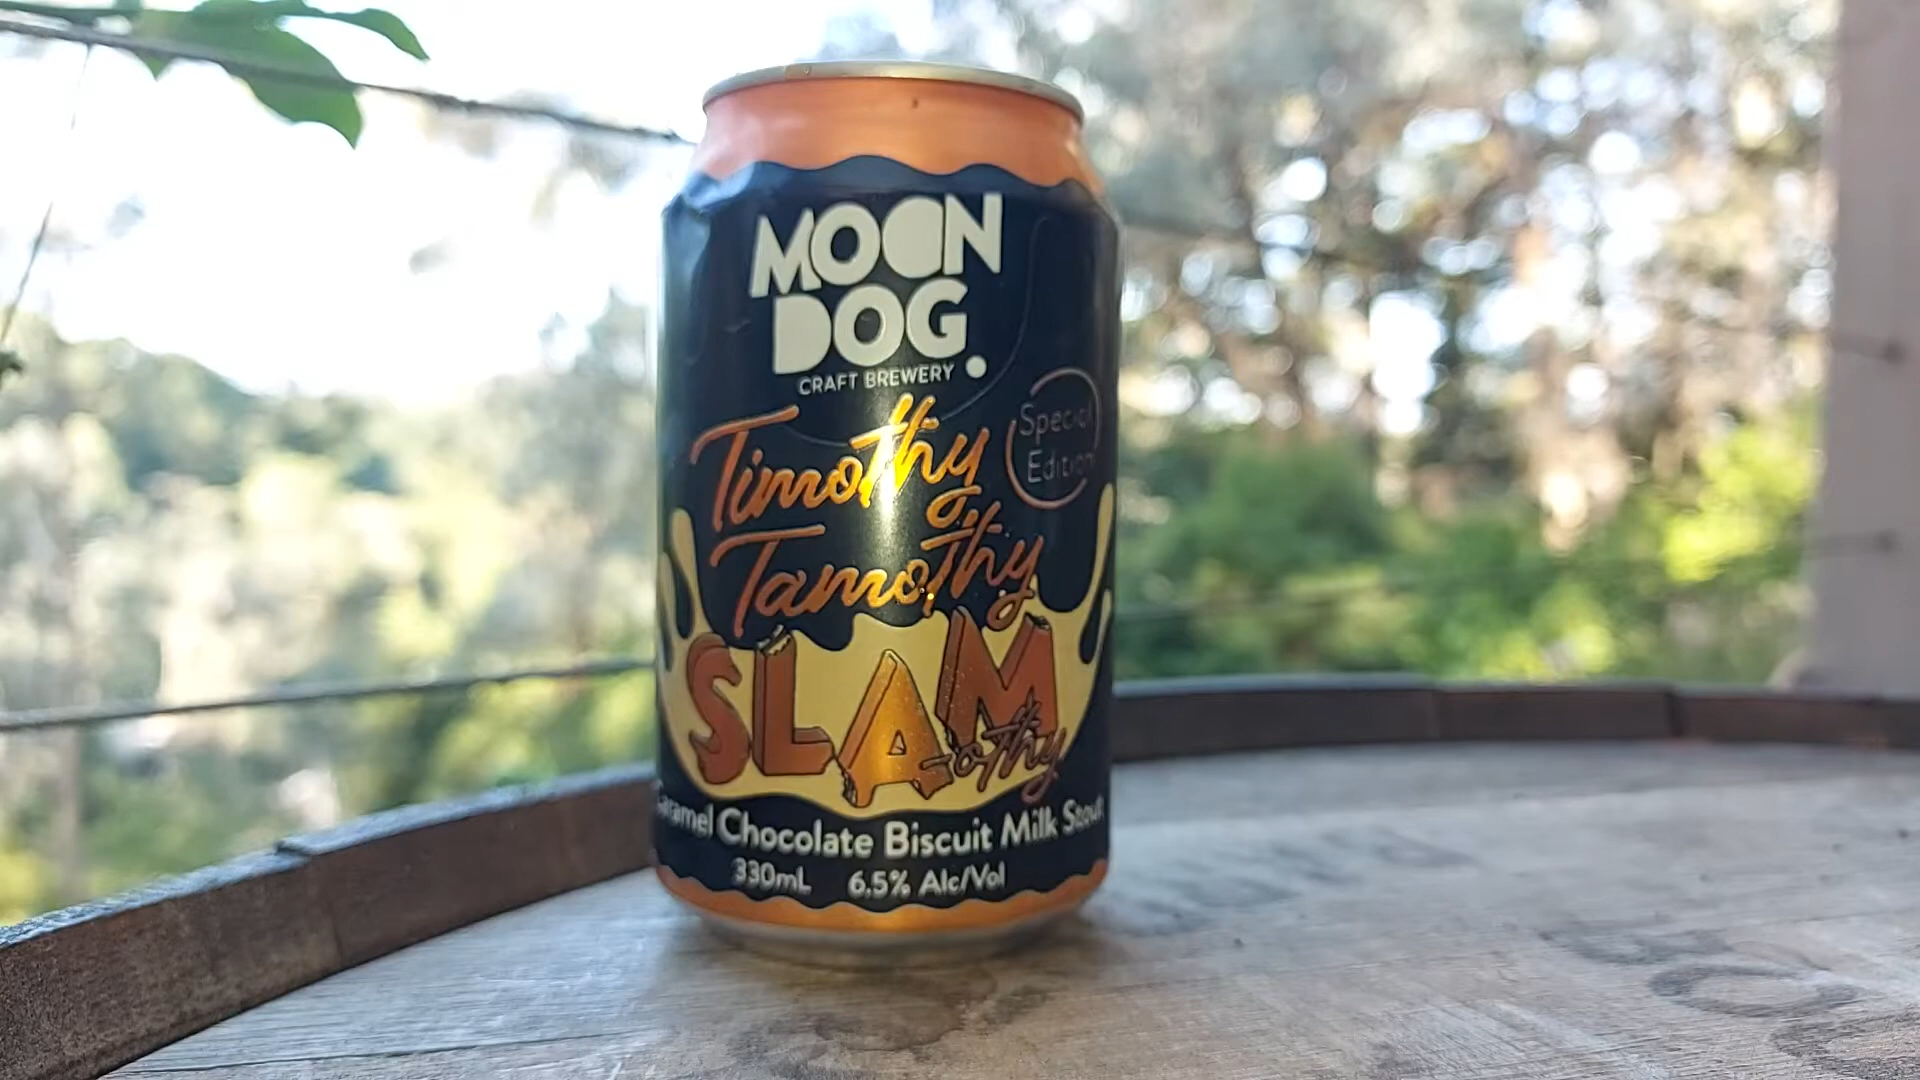 MOON
DOG
CRAFT BREWERY
Special
Edition
Timothy
Tamothy
SLAM
-othy
Caramel Chocolate Biscuit Milk Stout
330mL 6.5% Alc/Vol